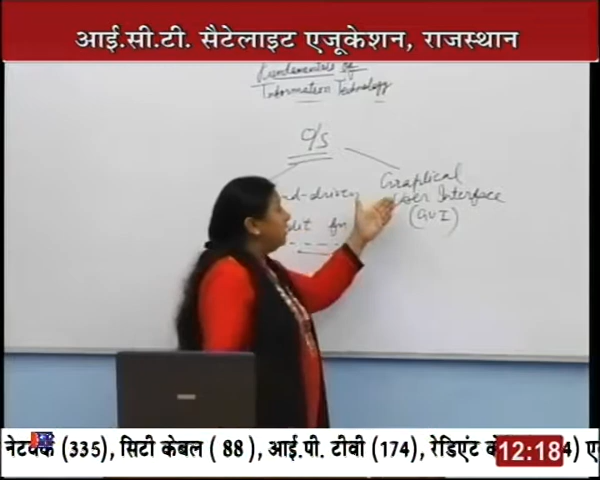 आई.सी.टी. सैटेलाइट एजूकेशन, राजस्थान
Fundamentals of
Information Technology
O/S
Graphical
User Interface
(GUI)
(335), सिटी केबल ( 88), आई.पी. टीवी (174), रेडिएंट
12:18